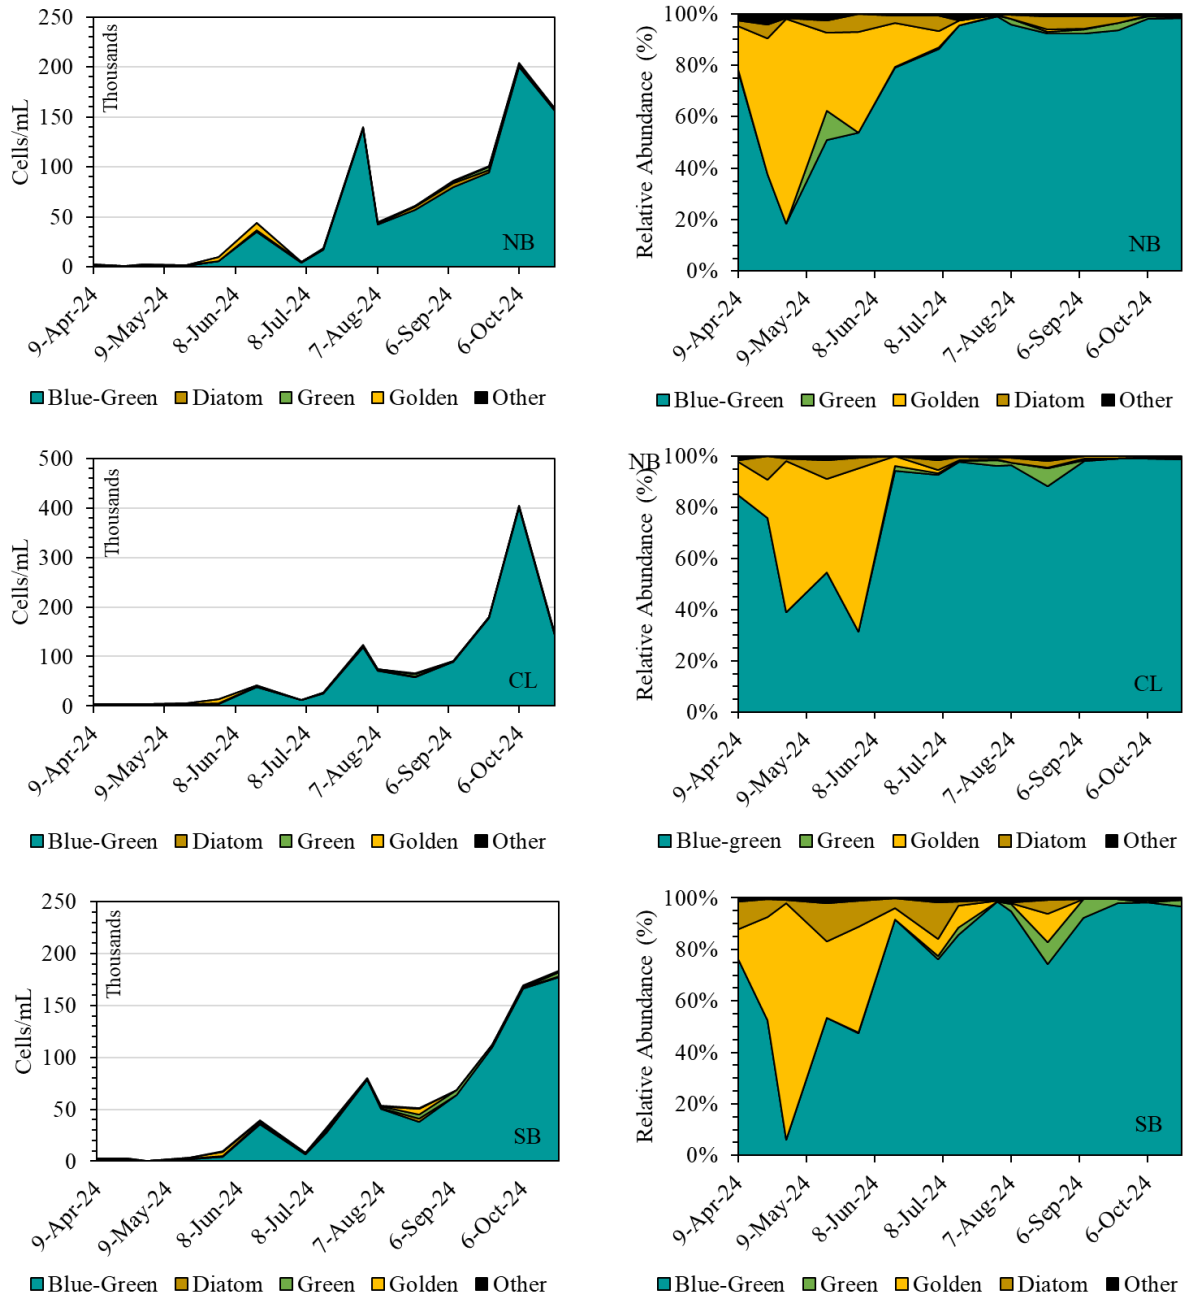 250
200
150
100
50
0
Cells/mL
Thousands
NB
9-Apr-24
9-May-24
8-Jun-24
8-Jul-24
7-Aug-24
6-Sep-24
6-Oct-24
Blue-Green Diatom Green Golden Other
100%
80%
60%
40%
20%
0%
Relative Abundance (%)
NB
9-Apr-24
9-May-24
8-Jun-24
8-Jul-24
7-Aug-24
6-Sep-24
6-Oct-24
Blue-Green Green Golden Diatom Other
500
400
300
200
100
0
Cells/mL
Thousands
CL
9-Apr-24
9-May-24
8-Jun-24
8-Jul-24
7-Aug-24
6-Sep-24
6-Oct-24
Blue-Green Diatom Green Golden Other
NB
100%
80%
60%
40%
20%
0%
Relative Abundance (%)
CL
9-Apr-24
9-May-24
8-Jun-24
8-Jul-24
7-Aug-24
6-Sep-24
6-Oct-24
Blue-green Green Golden Diatom Other
250
200
150
100
50
0
Cells/mL
Thousands
SB
9-Apr-24
9-May-24
8-Jun-24
8-Jul-24
7-Aug-24
6-Sep-24
6-Oct-24
Blue-Green Diatom Green Golden Other
100%
80%
60%
40%
20%
0%
Relative Abundance (%)
SB
9-Apr-24
9-May-24
8-Jun-24
8-Jul-24
7-Aug-24
6-Sep-24
6-Oct-24
Blue-Green Green Golden Diatom Other